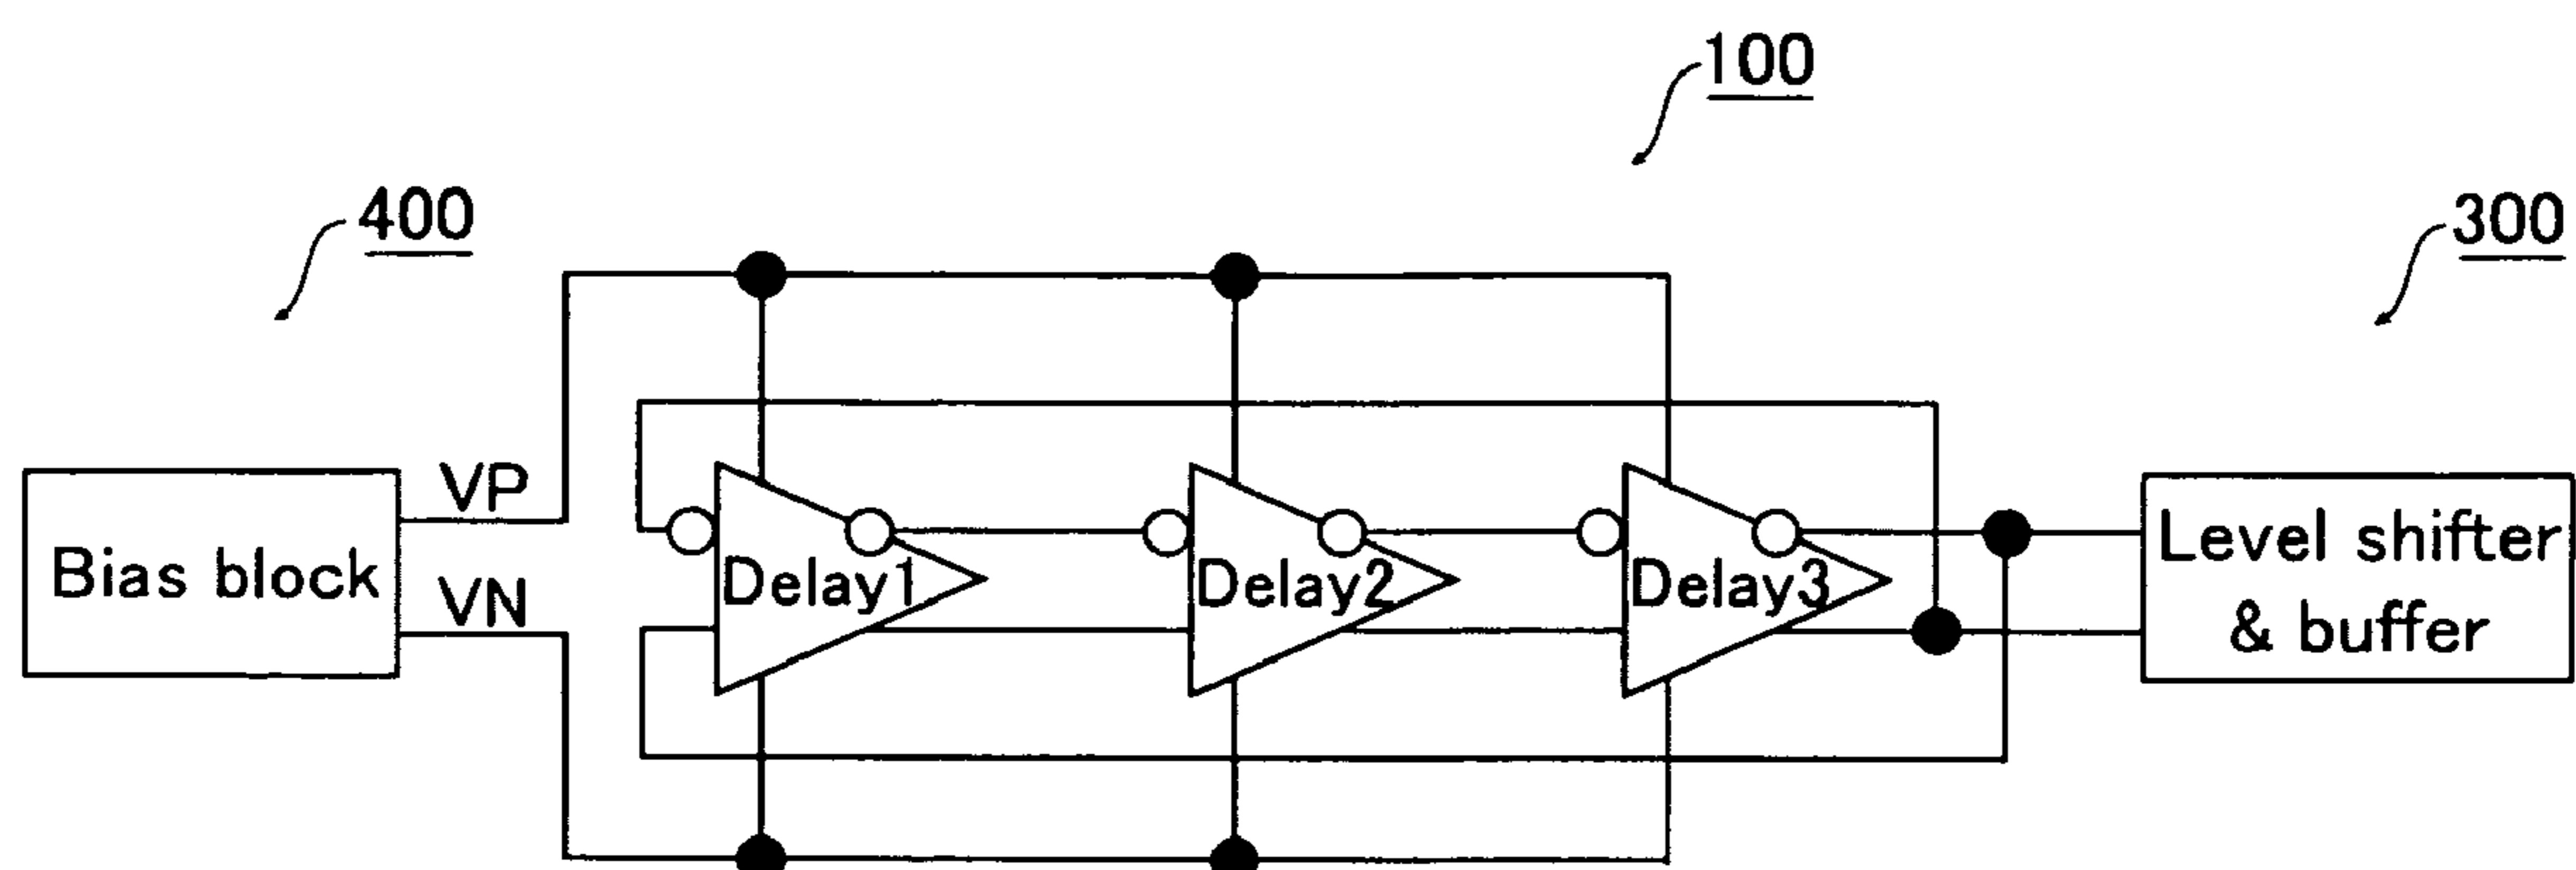 100
400
300
VP
Bias block
VN
Delay1
Delay2
Delay3
Level shifter
& buffer